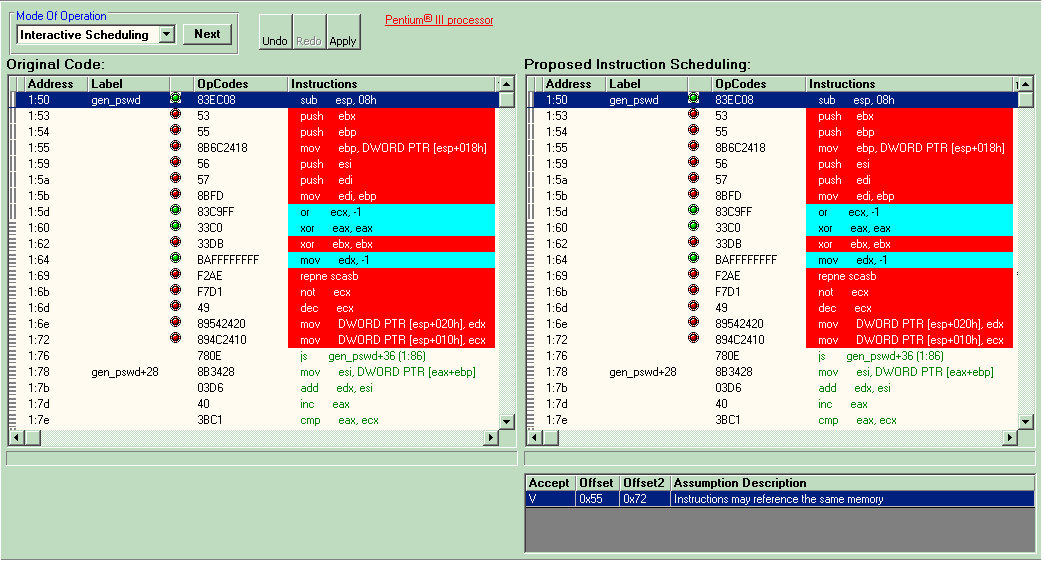 Mode Of Operation
Interactive Scheduling Next
Undo Redo Apply
Pentium® III processor
Original Code:
Address Label OpCodes Instructions
1:50 gen_pswd 83EC08 sub esp, 08h
1:53 53 push ebx
1:54 55 push ebp
1:55 8B6C2418 mov ebp, DWORD PTR [esp+018h]
1:59 56 push esi
1:5a 57 push edi
1:5b 8BFD mov edi, ebp
1:5d 83C9FF or ecx, -1
1:60 33C0 xor eax, eax
1:62 33DB xor ebx, ebx
1:64 BAFFFFFFFF mov edx, -1
1:69 F2AE repne scasb
1:6b F7D1 not ecx
1:6d 49 dec ecx
1:6e 89542420 mov DWORD PTR [esp+020h], edx
1:72 894C2410 mov DWORD PTR [esp+010h], ecx
1:76 780E js gen_pswd+36 (1:86)
1:78 gen_pswd+28 8B3428 mov esi, DWORD PTR [eax+ebp]
1:7b 03D6 add edx, esi
1:7d 40 inc eax
1:7e 3BC1 cmp eax, ecx
Proposed Instruction Scheduling:
Address Label OpCodes Instructions
1:50 gen_pswd 83EC08 sub esp, 08h
1:53 53 push ebx
1:54 55 push ebp
1:55 8B6C2418 mov ebp, DWORD PTR [esp+018h]
1:59 56 push esi
1:5a 57 push edi
1:5b 8BFD mov edi, ebp
1:5d 83C9FF or ecx, -1
1:60 33C0 xor eax, eax
1:62 33DB xor ebx, ebx
1:64 BAFFFFFFFF mov edx, -1
1:69 F2AE repne scasb
1:6b F7D1 not ecx
1:6d 49 dec ecx
1:6e 89542420 mov DWORD PTR [esp+020h], edx
1:72 894C2410 mov DWORD PTR [esp+010h], ecx
1:76 780E js gen_pswd+36 (1:86)
1:78 gen_pswd+28 8B3428 mov esi, DWORD PTR [eax+ebp]
1:7b 03D6 add edx, esi
1:7d 40 inc eax
1:7e 3BC1 cmp eax, ecx
Accept Offset Offset2 Assumption Description
V 0x55 0x72 Instructions may reference the same memory